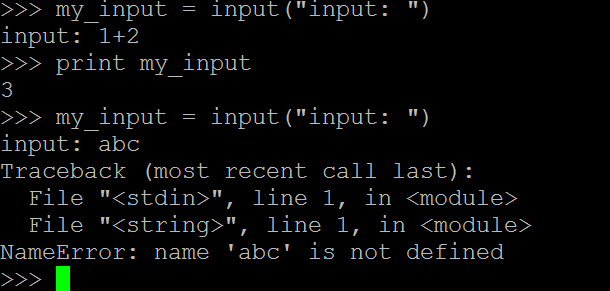 >>> my_input = input("input: ")
input: 1+2
>>> print my_input
3
>>> my_input = input("input: ")
input: abc
Traceback (most recent call last):
  File "<stdin>", line 1, in <module>
  File "<string>", line 1, in <module>
NameError: name 'abc' is not defined
>>>